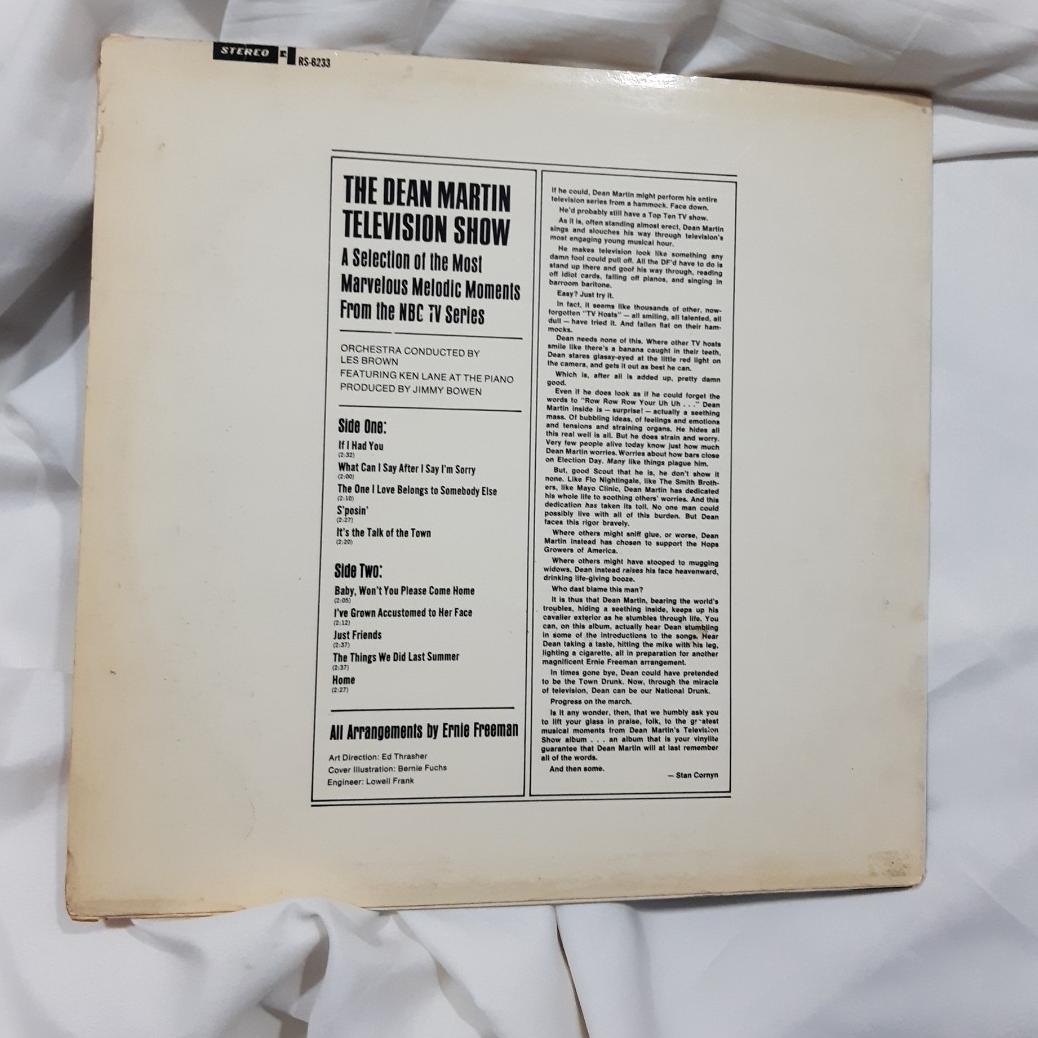 STEREO
RS-6233
THE DEAN MARTIN
TELEVISION SHOW
A Selection of the Most
Marvelous Melodic Moments
From the NBC TV Series
ORCHESTRA CONDUCTED BY
LES BROWN
FEATURING KEN LANE AT THE PIANO
PRODUCED BY JIMMY BOWEN
Side One:
If I Had You
(2:32)
What Can I Say After I Say I'm Sorry
(2:00)
The One I Love Belongs to Somebody Else
(2:10)
S'posin'
(2:27)
It's the Talk of the Town
(2:20)
Side Two:
Baby, Won't You Please Come Home
(2:05)
I've Grown Accustomed to Her Face
(2:12)
Just Friends
(2:37)
The Things We Did Last Summer
(2:37)
Home
(2:27)
All Arrangements by Ernie Freeman
Art Direction: Ed Thrasher
Cover Illustration: Bernie Fuchs
Engineer: Lowell Frank
If he could, Dean Martin might perform his entire
television series from a hammock. Face down.
He'd probably still have a Top Ten TV show.
As it is, often standing almost erect, Dean Martin
sings and slouches his way through television's
most engaging young musical hour.
He makes television look like something any
damn fool could pull off. All the DF'd have to do is
stand up there and goof his way through, reading
off idiot cards, falling off pianos, and singing in
barroom baritone.
Easy? Just try it.
In fact, it seems like thousands of other, now-
forgotten "TV Hosts" — all smiling, all talented, all
dull — have tried it. And fallen flat on their ham-
mocks.
Dean needs none of this. Where other TV hosts
smile like there's a banana caught in their teeth,
Dean stares glassy-eyed at the little red light on
the camera, and gets it out as best he can.
Which is, after all is added up, pretty damn
good.
Even if he does look as if he could forget the
words to "Row Row Row Your Uh Uh . . ." Dean
Martin inside is — surprise! — actually a seething
mass. Of bubbling ideas, of feelings and emotions
and tensions and straining organs. He hides all
this real well is all. But he does strain and worry.
Very few people alive today know just how much
Dean Martin worries. Worries about how bars close
on Election Day. Many like things plague him.
But, good Scout that he is, he don't show it
none. Like Flo Nightingale, like The Smith Broth-
ers, like Mayo Clinic, Dean Martin has dedicated
his whole life to soothing others' worries. And this
dedication has taken its toll. No one man could
possibly live with all of this burden. But Dean
faces this rigor bravely.
Where others might sniff glue, or worse, Dean
Martin instead has chosen to support the Hops
Growers of America.
Where others might have stooped to mugging
widows, Dean instead raises his face heavenward,
drinking life-giving booze.
Who dast blame this man?
It is thus that Dean Martin, bearing the world's
troubles, hiding a seething inside, keeps up his
cavalier exterior as he stumbles through life. You
can, on this album, actually hear Dean stumbling
in some of the introductions to the songs. Hear
Dean taking a taste, hitting the mike with his leg,
lighting a cigarette, all in preparation for another
magnificent Ernie Freeman arrangement.
In times gone bye, Dean could have pretended
to be the Town Drunk. Now, through the miracle
of television, Dean can be our National Drunk.
Progress on the march.
Is it any wonder, then, that we humbly ask you
to lift your glass in praise, folk, to the greatest
musical moments from Dean Martin's Television
Show album . . . an album that is your vinylite
guarantee that Dean Martin will at last remember
all of the words.
And then some.
— Stan Cornyn